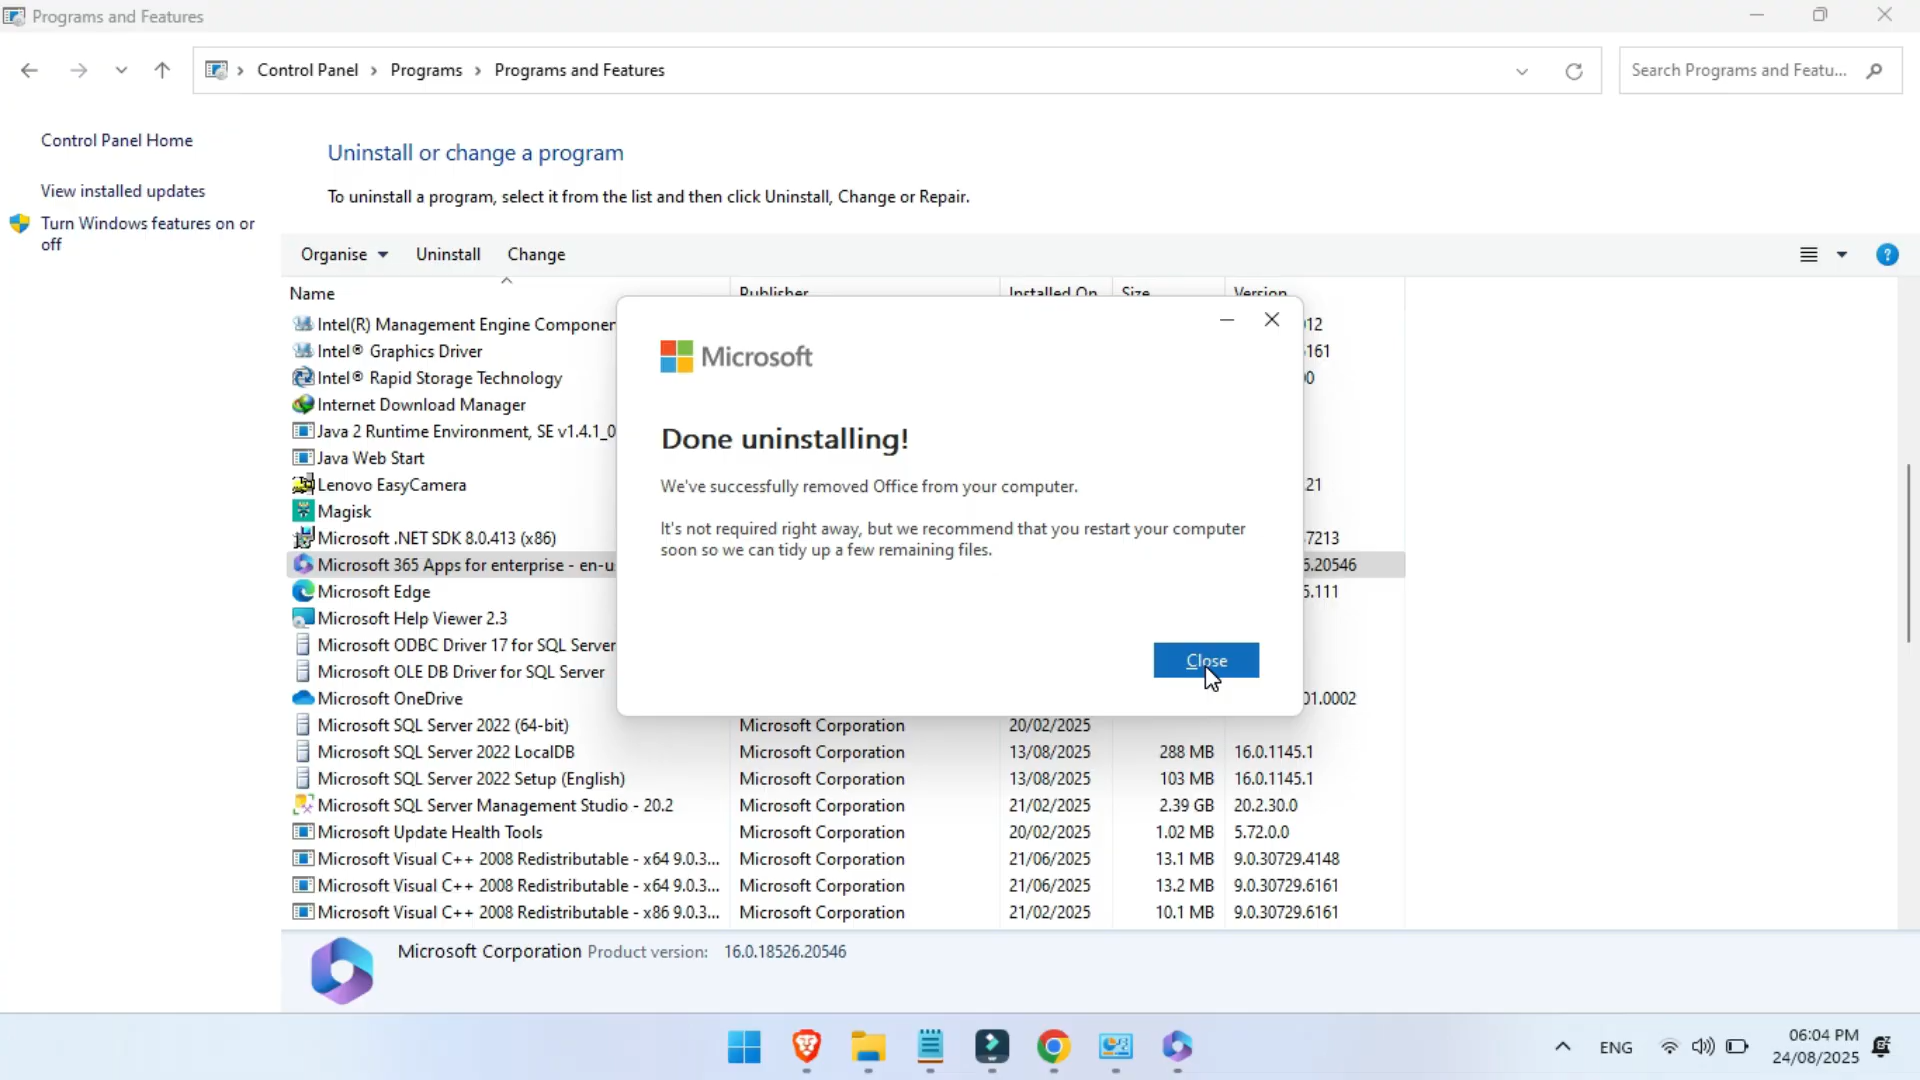 Programs and Features
Control Panel > Programs > Programs and Features
Search Programs and Featu...
Control Panel Home
View installed updates
Turn Windows features on or
off
Uninstall or change a program
To uninstall a program, select it from the list and then click Uninstall, Change or Repair.
Organise Uninstall Change
Name Publisher Installed On Size Version
Intel(R) Management Engine Componen 12
Intel® Graphics Driver 161
Intel® Rapid Storage Technology 0
Internet Download Manager
Java 2 Runtime Environment, SE v1.4.1_0
Java Web Start
Lenovo EasyCamera 21
Magisk
Microsoft .NET SDK 8.0.413 (x86) 7213
Microsoft 365 Apps for enterprise - en-u 5.20546
Microsoft Edge 5.111
Microsoft Help Viewer 2.3
Microsoft ODBC Driver 17 for SQL Server
Microsoft OLE DB Driver for SQL Server
Microsoft OneDrive 01.0002
Microsoft SQL Server 2022 (64-bit) Microsoft Corporation 20/02/2025
Microsoft SQL Server 2022 LocalDB Microsoft Corporation 13/08/2025 288 MB 16.0.1145.1
Microsoft SQL Server 2022 Setup (English) Microsoft Corporation 13/08/2025 103 MB 16.0.1145.1
Microsoft SQL Server Management Studio - 20.2 Microsoft Corporation 21/02/2025 2.39 GB 20.2.30.0
Microsoft Update Health Tools Microsoft Corporation 20/02/2025 1.02 MB 5.72.0.0
Microsoft Visual C++ 2008 Redistributable - x64 9.0.3... Microsoft Corporation 21/06/2025 13.1 MB 9.0.30729.4148
Microsoft Visual C++ 2008 Redistributable - x64 9.0.3... Microsoft Corporation 21/06/2025 13.2 MB 9.0.30729.6161
Microsoft Visual C++ 2008 Redistributable - x86 9.0.3... Microsoft Corporation 21/02/2025 10.1 MB 9.0.30729.6161
Microsoft
Done uninstalling!
We've successfully removed Office from your computer.
It's not required right away, but we recommend that you restart your computer
soon so we can tidy up a few remaining files.
Close
Microsoft Corporation Product version: 16.0.18526.20546
ENG
06:04 PM
24/08/2025